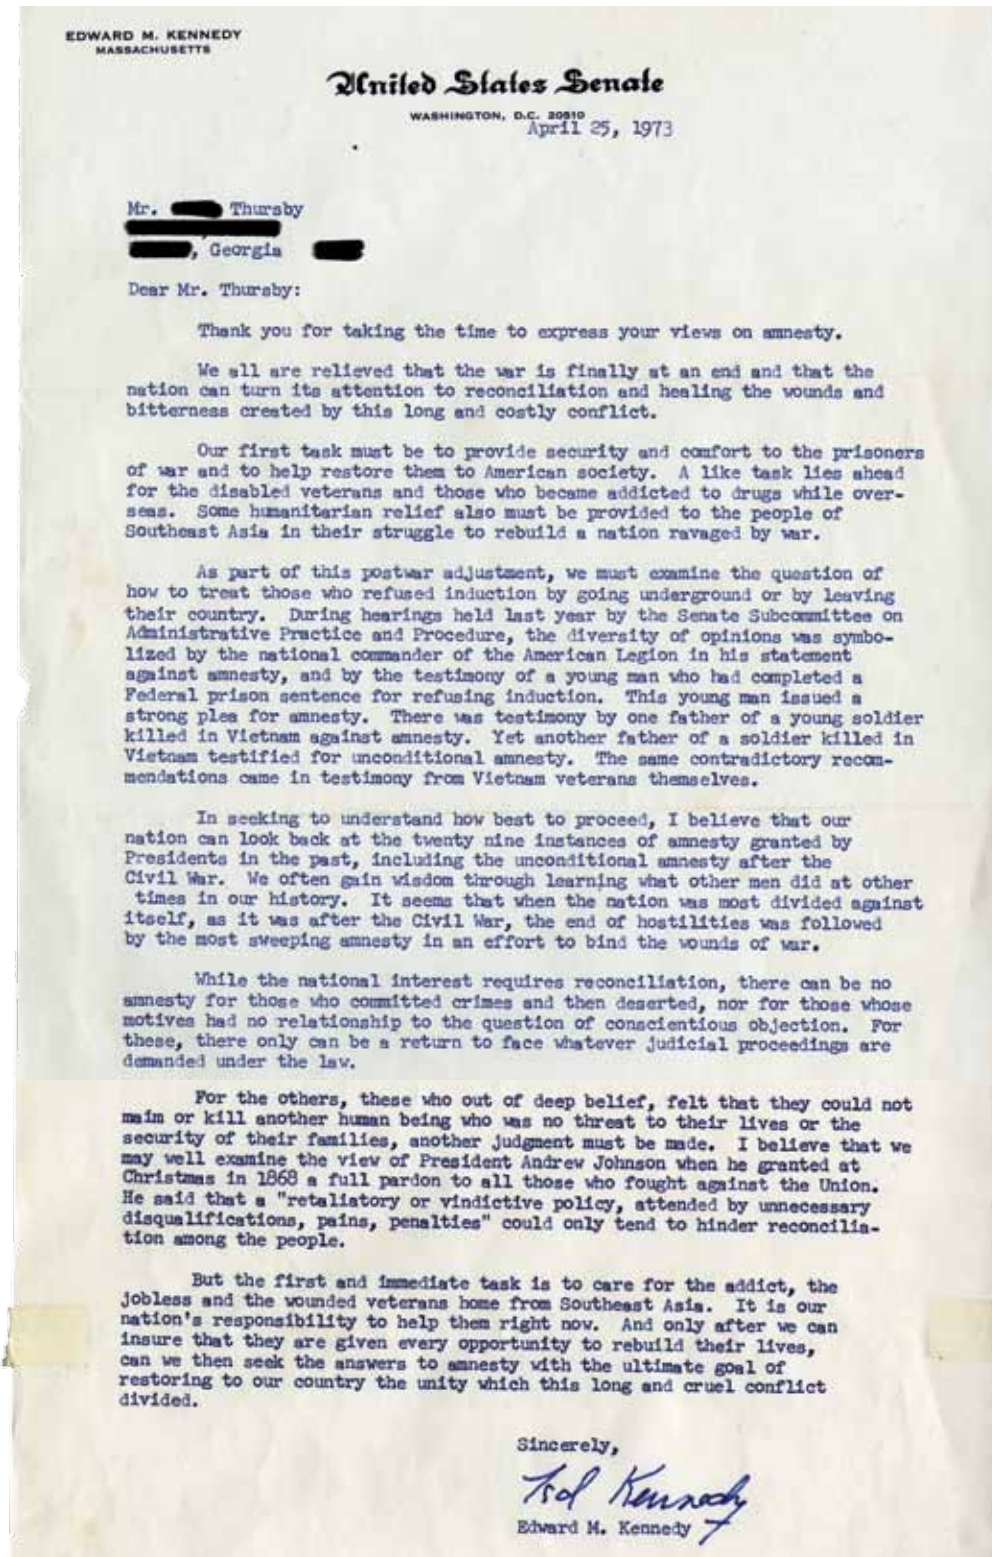 EDWARD M. KENNEDY
MASSACHUSETTS
United States Senate
WASHINGTON, D.C. 20510
April 25, 1973
Mr. Thursby
, Georgia
Dear Mr. Thursby:
Thank you for taking the time to express your views on amnesty.
We all are relieved that the war is finally at an end and that the
nation can turn its attention to reconciliation and healing the wounds and
bitterness created by this long and costly conflict.
Our first task must be to provide security and comfort to the prisoners
of war and to help restore them to American society. A like task lies ahead
for the disabled veterans and those who became addicted to drugs while over-
seas. Some humanitarian relief also must be provided to the people of
Southeast Asia in their struggle to rebuild a nation ravaged by war.
As part of this postwar adjustment, we must examine the question of
how to treat those who refused induction by going underground or by leaving
their country. During hearings held last year by the Senate Subcommittee on
Administrative Practice and Procedure, the diversity of opinions was symbo-
lized by the national commander of the American Legion in his statement
against amnesty, and by the testimony of a young man who had completed a
Federal prison sentence for refusing induction. This young man issued a
strong plea for amnesty. There was testimony by one father of a young soldier
killed in Vietnam against amnesty. Yet another father of a soldier killed in
Vietnam testified for unconditional amnesty. The same contradictory recom-
mendations came in testimony from Vietnam veterans themselves.
In seeking to understand how best to proceed, I believe that our
nation can look back at the twenty nine instances of amnesty granted by
Presidents in the past, including the unconditional amnesty after the
Civil War. We often gain wisdom through learning what other men did at other
times in our history. It seems that when the nation was most divided against
itself, as it was after the Civil War, the end of hostilities was followed
by the most sweeping amnesty in an effort to bind the wounds of war.
While the national interest requires reconciliation, there can be no
amnesty for those who committed crimes and then deserted, nor for those whose
motives had no relationship to the question of conscientious objection. For
these, there only can be a return to face whatever judicial proceedings are
demanded under the law.
For the others, these who out of deep belief, felt that they could not
maim or kill another human being who was no threat to their lives or the
security of their families, another judgment must be made. I believe that we
may well examine the view of President Andrew Johnson when he granted at
Christmas in 1868 a full pardon to all those who fought against the Union.
He said that a "retaliatory or vindictive policy, attended by unnecessary
disqualifications, pains, penalties" could only tend to hinder reconcilia-
tion among the people.
But the first and immediate task is to care for the addict, the
jobless and the wounded veterans home from Southeast Asia. It is our
nation's responsibility to help them right now. And only after we can
insure that they are given every opportunity to rebuild their lives,
can we then seek the answers to amnesty with the ultimate goal of
restoring to our country the unity which this long and cruel conflict
divided.
Sincerely,
Ted Kennedy
Edward M. Kennedy